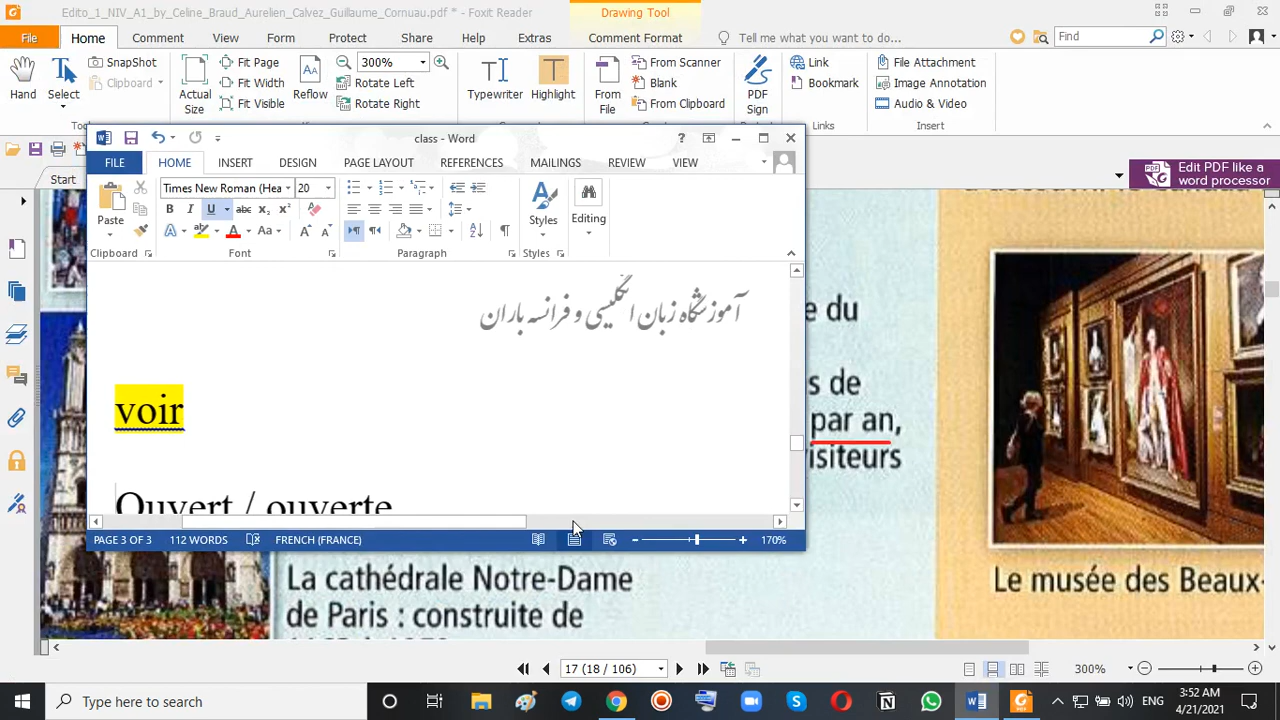 Edito_1_NIV_A1_by_Celine_Braud_Aurelien_Calvez_Guillaume_Cornuau.pdf * - Foxit Reader
Drawing Tool
File Home Comment View Form Protect Share Help Extras Comment Format Tell me what you want to do... Find
SnapShot Fit Page 300% From Scanner Link File Attachment
Clipboard Fit Width Rotate Left Blank Bookmark Image Annotation
Hand Select Actual Size Fit Visible Reflow Rotate Right Typewriter Highlight From File From Clipboard PDF Sign Audio & Video
Links Insert
Start
Edit PDF like a
word processor
class - Word
FILE HOME INSERT DESIGN PAGE LAYOUT REFERENCES MAILINGS REVIEW VIEW
Times New Roman (Hea 20
Paste Styles Editing
Clipboard Font Paragraph Styles
آموزشگاه زبان انگلیسی و فرانسه باران
voir
Ouvert / ouverte
PAGE 3 OF 3 112 WORDS FRENCH (FRANCE) 170%
e du
s de
par an,
isiteurs
La cathédrale Notre-Dame
de Paris : construite de
Le musée des Beaux-
17 (18 / 106) 300%
Type here to search
ENG 3:52 AM
4/21/2021